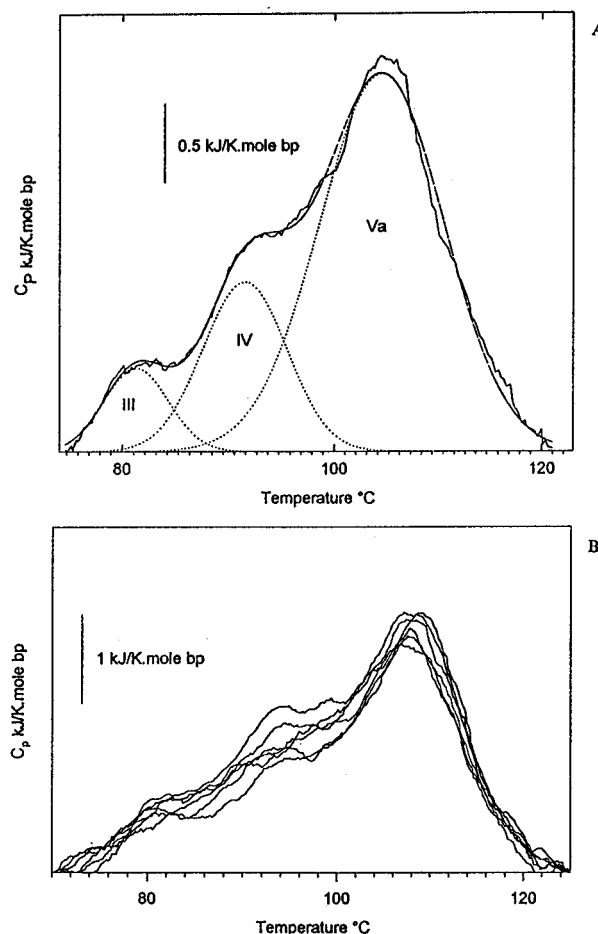 A
0.5 kJ/K.mole bp
Va
IV
III
Cp kJ/K.mole bp
80 100 120
Temperature °C
B
1 kJ/K.mole bp
Cp kJ/K.mole bp
80 100 120
Temperature °C